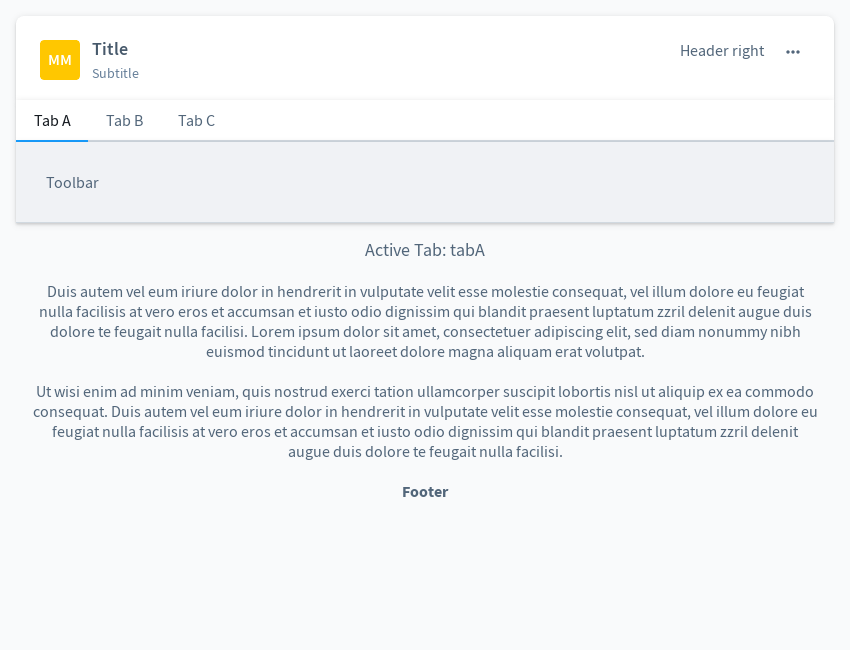 MM
Title
Subtitle
Header right
Tab A
Tab B
Tab C
Toolbar
Active Tab: tabA
Duis autem vel eum iriure dolor in hendrerit in vulputate velit esse molestie consequat, vel illum dolore eu feugiat
nulla facilisis at vero eros et accumsan et iusto odio dignissim qui blandit praesent luptatum zzril delenit augue duis
dolore te feugait nulla facilisi. Lorem ipsum dolor sit amet, consectetuer adipiscing elit, sed diam nonummy nibh
euismod tincidunt ut laoreet dolore magna aliquam erat volutpat.
Ut wisi enim ad minim veniam, quis nostrud exerci tation ullamcorper suscipit lobortis nisl ut aliquip ex ea commodo
consequat. Duis autem vel eum iriure dolor in hendrerit in vulputate velit esse molestie consequat, vel illum dolore eu
feugiat nulla facilisis at vero eros et accumsan et iusto odio dignissim qui blandit praesent luptatum zzril delenit
augue duis dolore te feugait nulla facilisi.
Footer